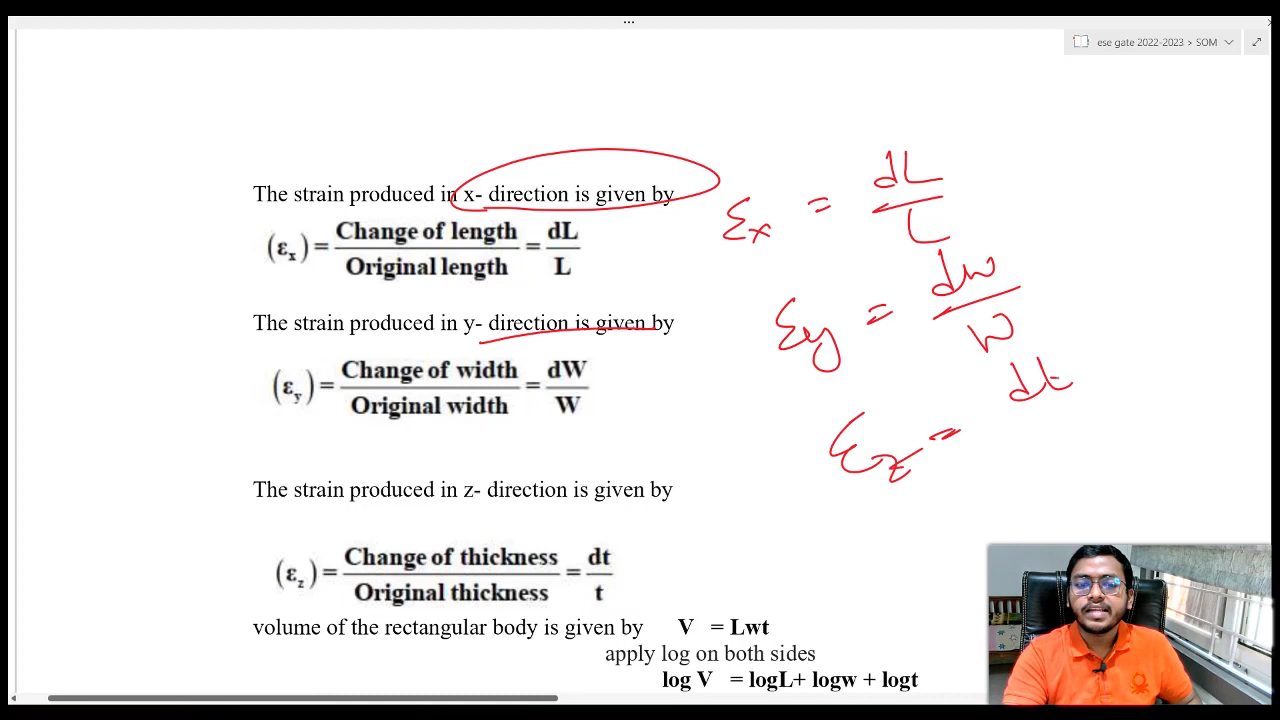 ...
ese gate 2022-2023 > SOM
The strain produced in x- direction is given by
(εx) = Change of length / Original length = dL / L
εx = dL / L
The strain produced in y- direction is given by
(εy) = Change of width / Original width = dW / W
εy = dw / w
εz = dt
The strain produced in z- direction is given by
(εz) = Change of thickness / Original thickness = dt / t
volume of the rectangular body is given by V = Lwt
apply log on both sides
log V = logL+ logw + logt